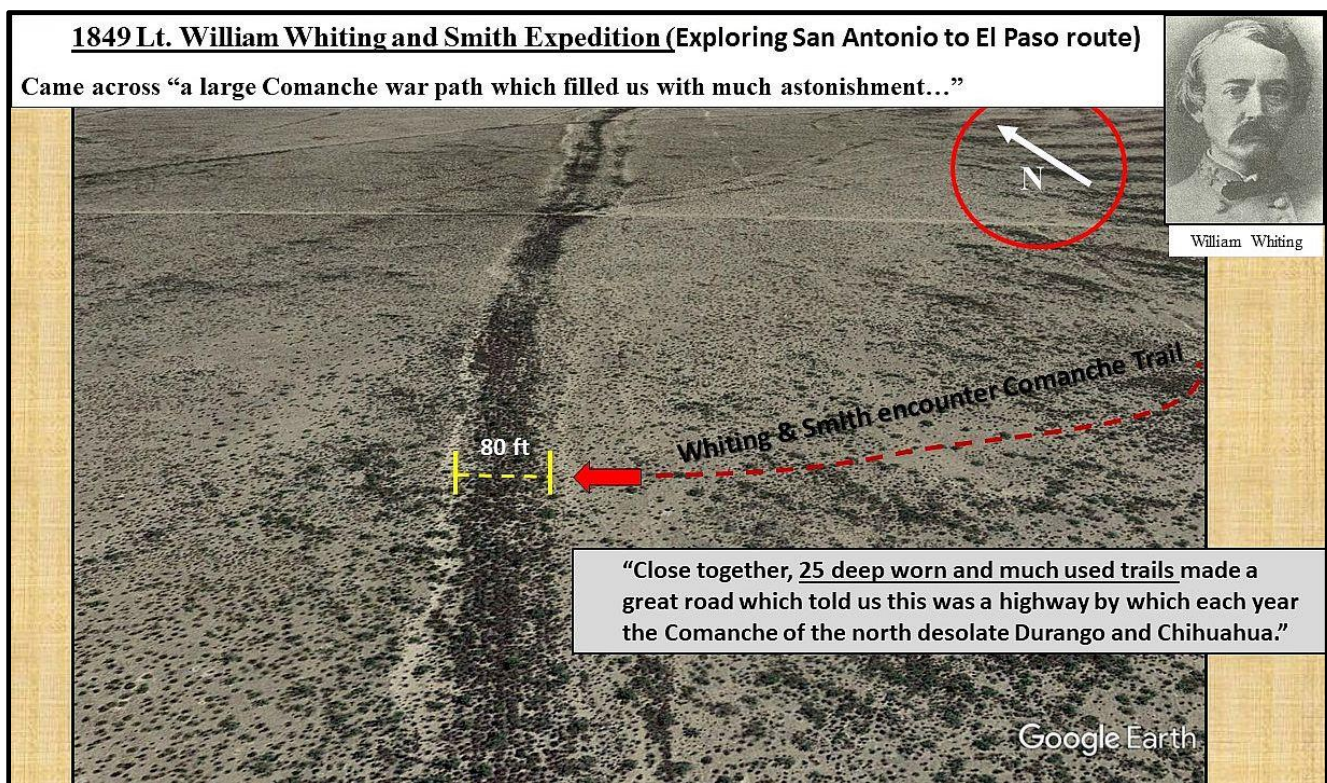 1849 Lt. William Whiting and Smith Expedition (Exploring San Antonio to El Paso route)
Came across “a large Comanche war path which filled us with much astonishment…”
N
William Whiting
Whiting & Smith encounter Comanche Trail
80 ft
“Close together, 25 deep worn and much used trails made a
great road which told us this was a highway by which each year
the Comanche of the north desolate Durango and Chihuahua.”
Google Earth